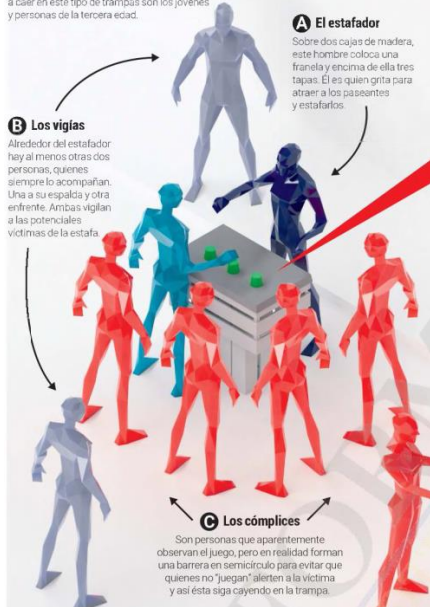 a caer en este tipo de trampas son los jóvenes
y personas de la tercera edad.
A El estafador
Sobre dos cajas de madera,
este hombre coloca una
franela y encima de ella tres
tapas. Él es quien grita para
atraer a los paseantes
y estafarlos.
B Los vigías
Alrededor del estafador
hay al menos otras dos
personas, quienes
siempre lo acompañan.
Una a su espalda y otra
enfrente. Ambas vigilan
a las potenciales
víctimas de la estafa.
C Los cómplices
Son personas que aparentemente
observan el juego, pero en realidad forman
una barrera en semicírculo para evitar que
quienes no "juegan" alerten a la víctima
y así ésta siga cayendo en la trampa.